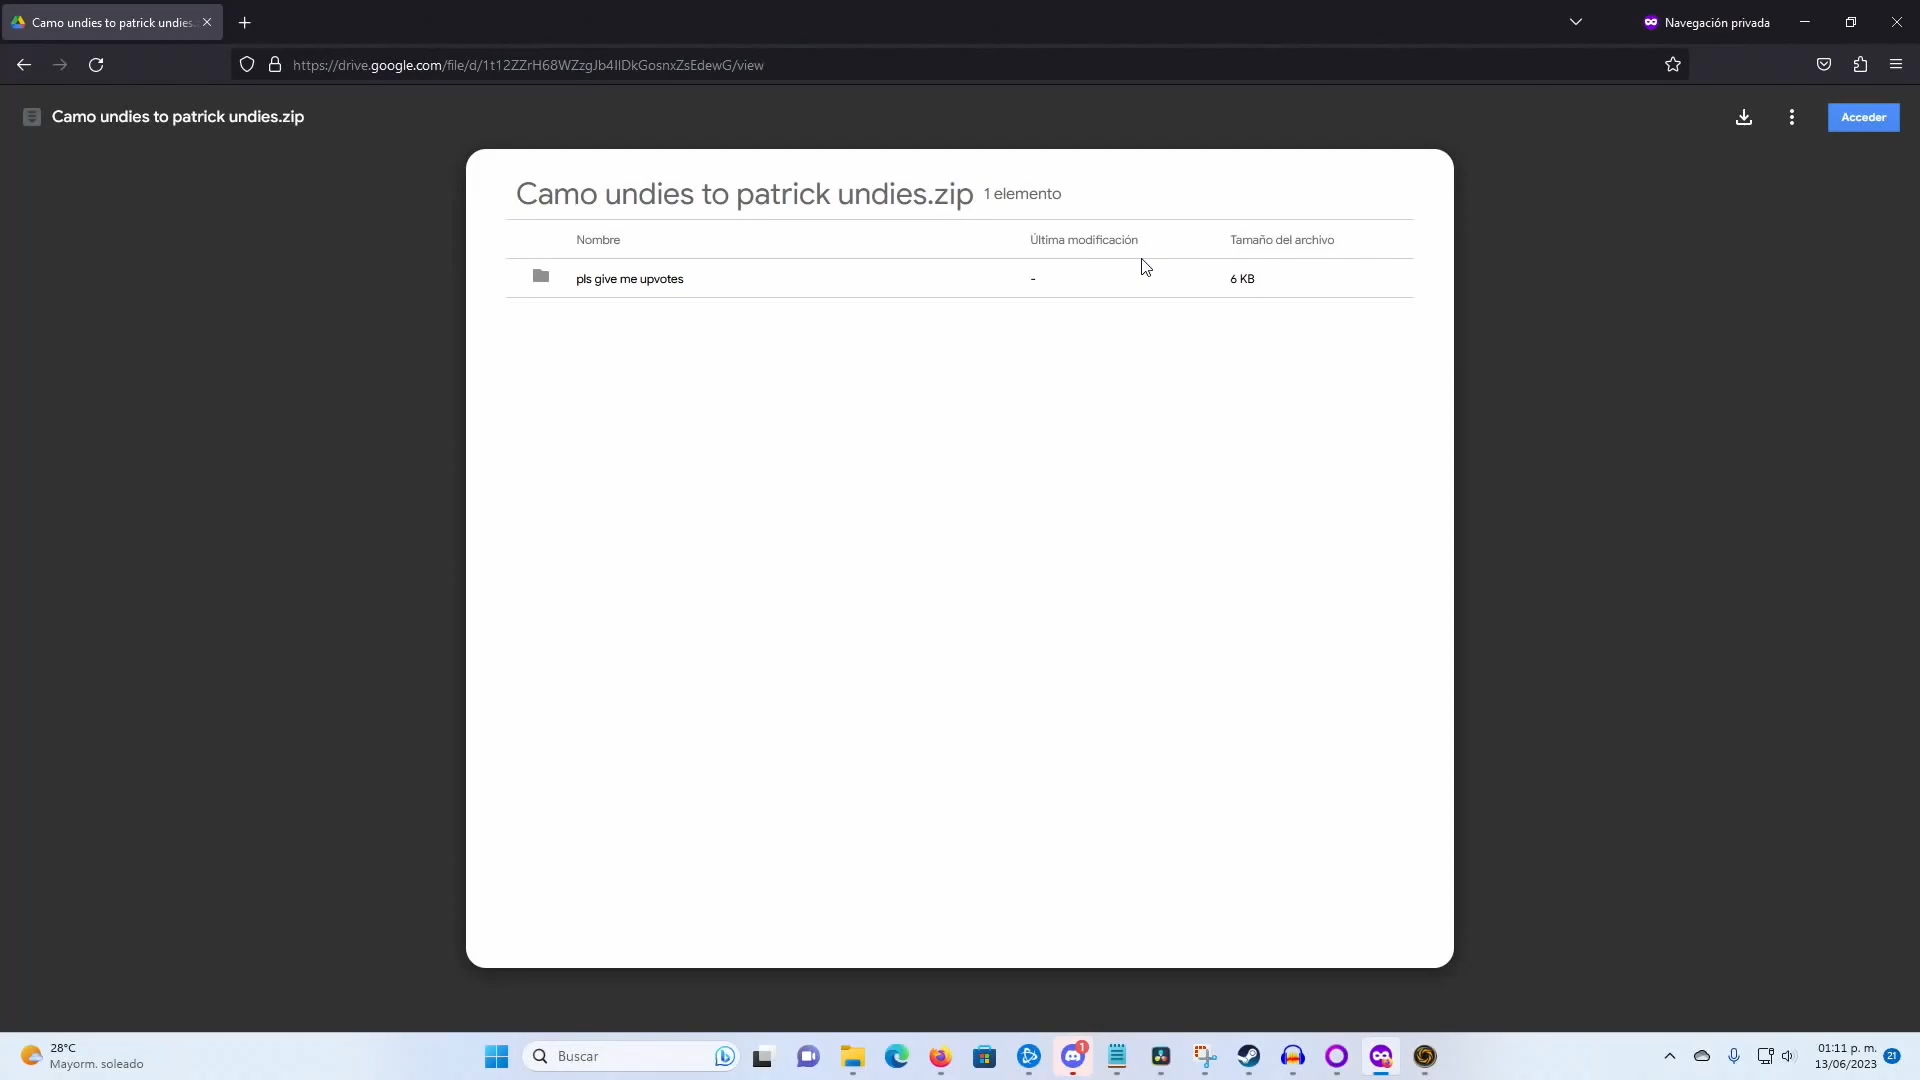 Camo undies to patrick undies.
Navegación privada
https://drive.google.com/file/d/1t12ZZrH68WZzgJb4IIDkGosnxZsEdewG/view
Camo undies to patrick undies.zip
Acceder
Camo undies to patrick undies.zip 1 elemento
Nombre Última modificación Tamaño del archivo
pls give me upvotes - 6 KB
28°C
Mayorm. soleado
Buscar
1
01:11 p. m.
13/06/2023
21